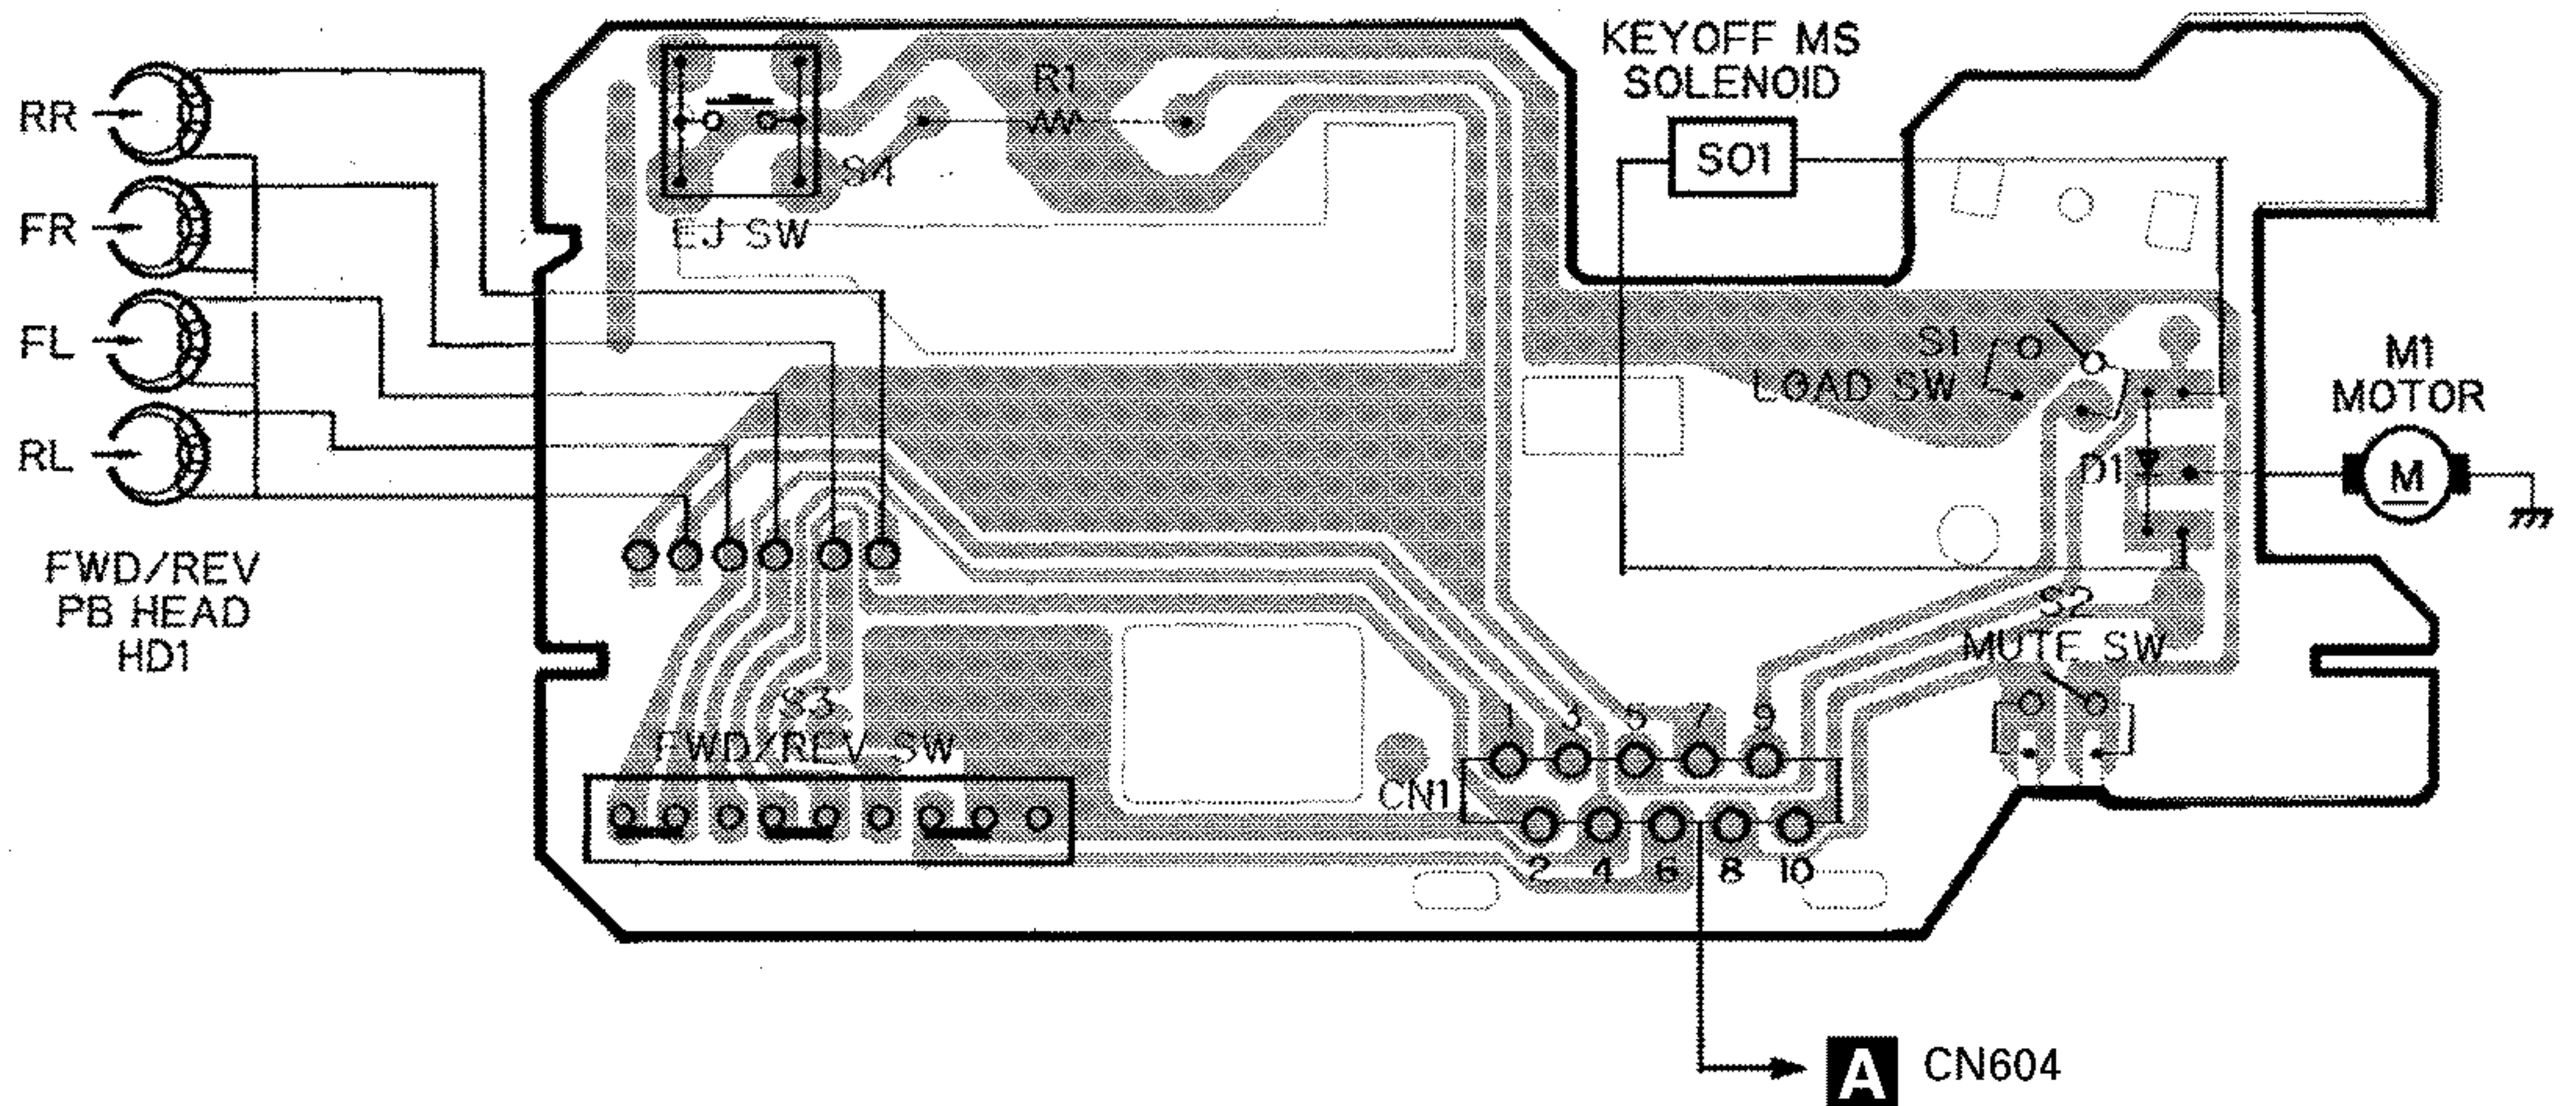 RR
FR
FL
RL
FWD/REV
PB HEAD
HD1
S4
EJ SW
R1
KEYOFF MS
SOLENOID
SO1
S1
LOAD SW
D1
M1
MOTOR
M
S2
MUTE SW
S3
FWD/REV SW
CN1
1 3 5 7 9
2 4 6 8 10
A CN604